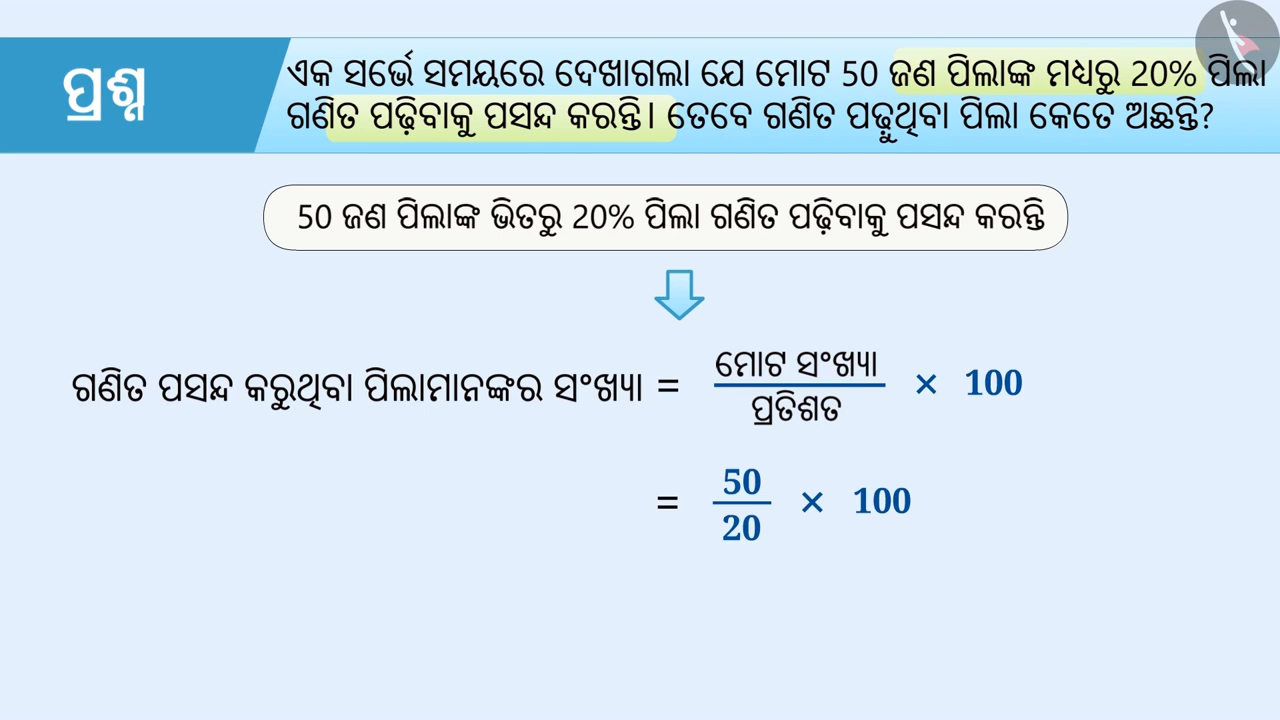 ପ୍ରଶ୍ନ
ଏକ ସର୍ଭେ ସମୟରେ ଦେଖାଗଲା ଯେ ମୋଟ 50 ଜଣ ପିଲାଙ୍କ ମଧ୍ୟରୁ 20% ପିଲା
ଗଣିତ ପଢ଼ିବାକୁ ପସନ୍ଦ କରନ୍ତି। ତେବେ ଗଣିତ ପଢ଼ୁଥିବା ପିଲା କେତେ ଅଛନ୍ତି?
50 ଜଣ ପିଲାଙ୍କ ଭିତରୁ 20% ପିଲା ଗଣିତ ପଢ଼ିବାକୁ ପସନ୍ଦ କରନ୍ତି
ଗଣିତ ପସନ୍ଦ କରୁଥିବା ପିଲାମାନଙ୍କର ସଂଖ୍ୟା = ମୋଟ ସଂଖ୍ୟା / ପ୍ରତିଶତ × 100
= 50 / 20 × 100